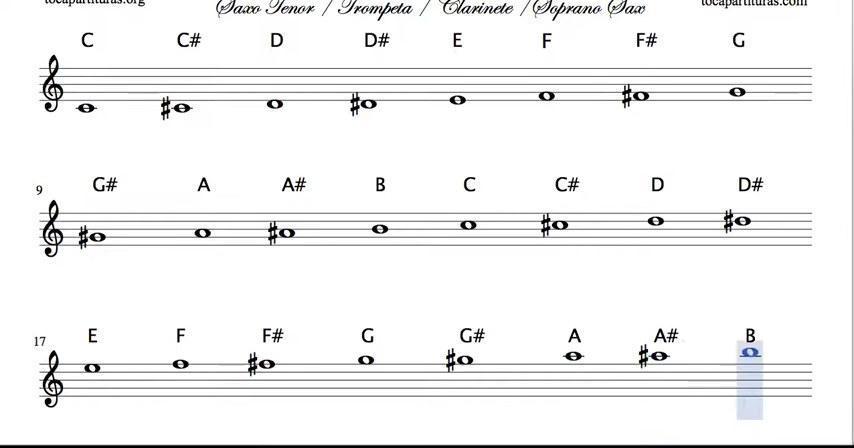 tocapartituras.org
Saxo Tenor / Trompeta / Clarinete / Soprano Sax
tocapartituras.com
C C# D D# E F F# G
9
G# A A# B C C# D D#
17
E F F# G G# A A# B